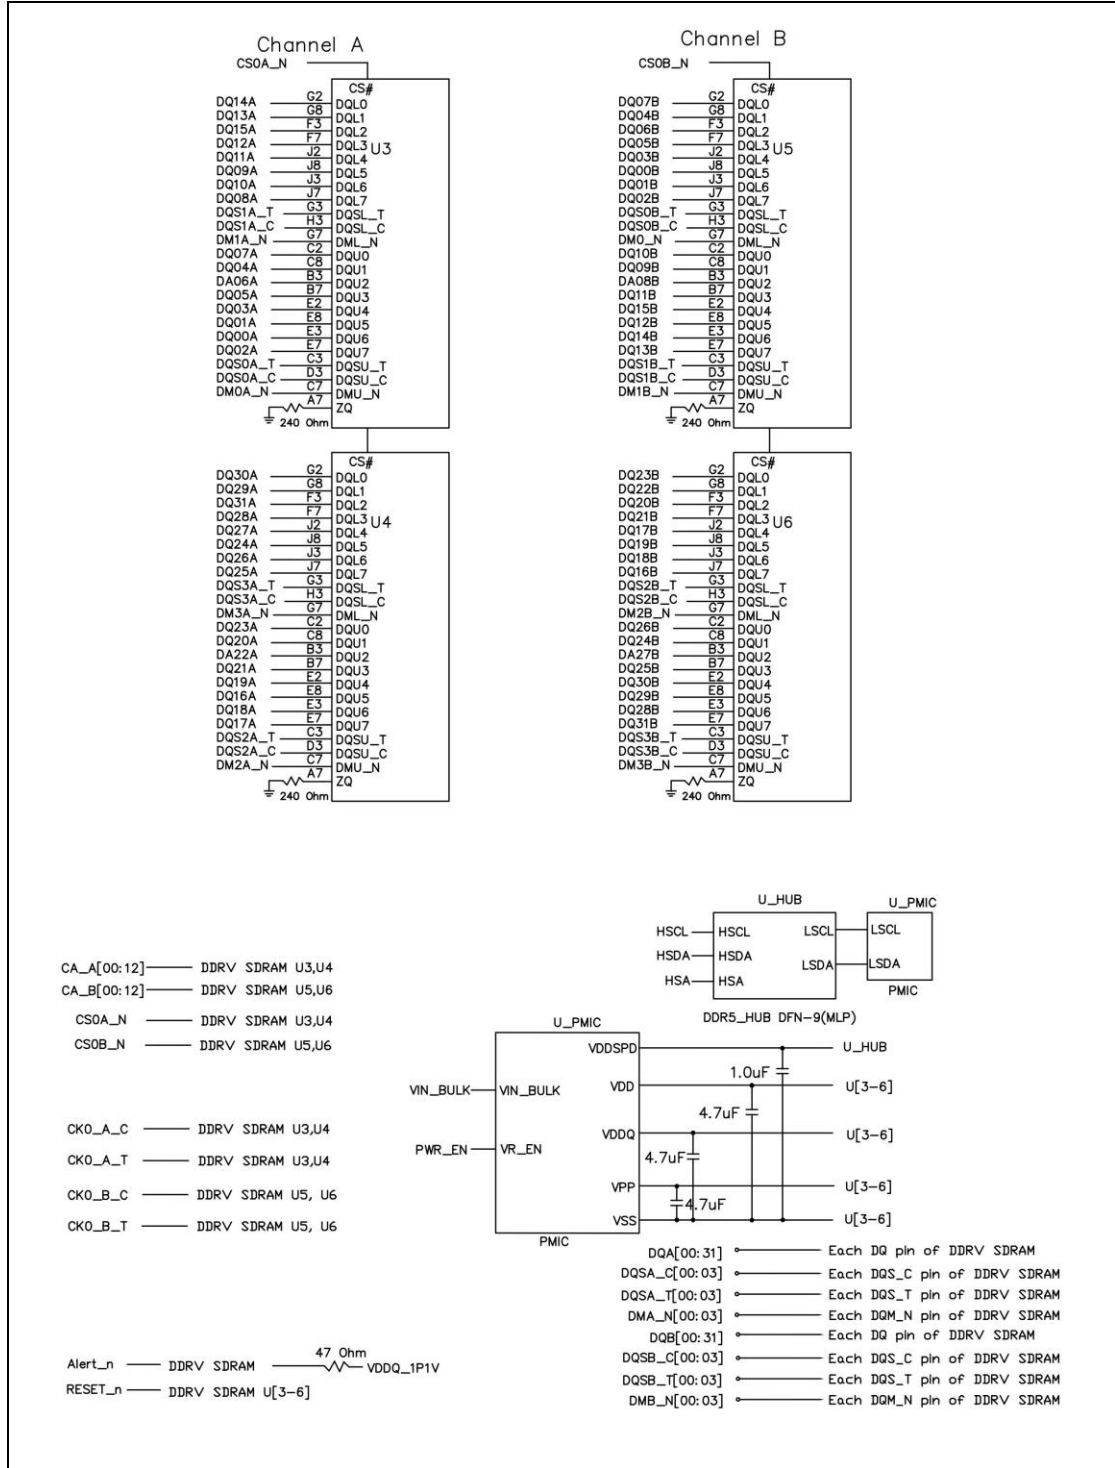 Channel A
CS0A_N
CS#
DQ14A G2 DQL0
DQ13A G8 DQL1
DQ15A F3 DQL2
DQ12A F7 DQL3 U3
DQ11A J2 DQL4
DQ09A J8 DQL5
DQ10A J3 DQL6
DQ08A J7 DQL7
DQS1A_T G3 DQSL_T
DQS1A_C H3 DQSL_C
DM1A_N G7 DML_N
DQ07A C2 DQU0
DQ04A C8 DQU1
DA06A B3 DQU2
DQ05A B7 DQU3
DQ03A E2 DQU4
DQ01A E8 DQU5
DQ00A E3 DQU6
DQ02A E7 DQU7
DQS0A_T C3 DQSU_T
DQS0A_C D3 DQSU_C
DM0A_N C7 DMU_N
A7 ZQ
240 Ohm
CS#
DQ30A G2 DQL0
DQ29A G8 DQL1
DQ31A F3 DQL2
DQ28A F7 DQL3 U4
DQ27A J2 DQL4
DQ24A J8 DQL5
DQ26A J3 DQL6
DQ25A J7 DQL7
DQS3A_T G3 DQSL_T
DQS3A_C H3 DQSL_C
DM3A_N G7 DML_N
DQ23A C2 DQU0
DQ20A C8 DQU1
DA22A B3 DQU2
DQ21A B7 DQU3
DQ19A E2 DQU4
DQ16A E8 DQU5
DQ18A E3 DQU6
DQ17A E7 DQU7
DQS2A_T C3 DQSU_T
DQS2A_C D3 DQSU_C
DM2A_N C7 DMU_N
A7 ZQ
240 Ohm
Channel B
CS0B_N
CS#
DQ07B G2 DQL0
DQ04B G8 DQL1
DQ06B F3 DQL2
DQ05B F7 DQL3 U5
DQ03B J2 DQL4
DQ00B J8 DQL5
DQ01B J3 DQL6
DQ02B J7 DQL7
DQS0B_T G3 DQSL_T
DQS0B_C H3 DQSL_C
DM0_N G7 DML_N
DQ10B C2 DQU0
DQ09B C8 DQU1
DA08B B3 DQU2
DQ11B B7 DQU3
DQ15B E2 DQU4
DQ12B E8 DQU5
DQ14B E3 DQU6
DQ13B E7 DQU7
DQS1B_T C3 DQSU_T
DQS1B_C D3 DQSU_C
DM1B_N C7 DMU_N
A7 ZQ
240 Ohm
CS#
DQ23B G2 DQL0
DQ22B G8 DQL1
DQ20B F3 DQL2
DQ21B F7 DQL3 U6
DQ17B J2 DQL4
DQ19B J8 DQL5
DQ18B J3 DQL6
DQ16B J7 DQL7
DQS2B_T G3 DQSL_T
DQS2B_C H3 DQSL_C
DM2B_N G7 DML_N
DQ26B C2 DQU0
DQ24B C8 DQU1
DA27B B3 DQU2
DQ25B B7 DQU3
DQ30B E2 DQU4
DQ29B E8 DQU5
DQ28B E3 DQU6
DQ31B E7 DQU7
DQS3B_T C3 DQSU_T
DQS3B_C D3 DQSU_C
DM3B_N C7 DMU_N
A7 ZQ
240 Ohm
CA_A[00:12] DDRV SDRAM U3,U4
CA_B[00:12] DDRV SDRAM U5,U6
CS0A_N DDRV SDRAM U3,U4
CS0B_N DDRV SDRAM U5,U6
CK0_A_C DDRV SDRAM U3,U4
CK0_A_T DDRV SDRAM U3,U4
CK0_B_C DDRV SDRAM U5, U6
CK0_B_T DDRV SDRAM U5, U6
Alert_n DDRV SDRAM 47 Ohm VDDQ_1P1V
RESET_n DDRV SDRAM U[3-6]
U_HUB U_PMIC
HSCL HSCL LSCL LSCL
HSDA HSDA LSDA LSDA
HSA HSA PMIC
DDR5_HUB DFN-9(MLP)
U_PMIC
VDDSPD U_HUB
1.0uF
VIN_BULK VIN_BULK VDD U[3-6]
4.7uF
VDDQ U[3-6]
PWR_EN VR_EN 4.7uF
VPP U[3-6]
4.7uF
VSS U[3-6]
PMIC
DQA[00:31] Each DQ pin of DDRV SDRAM
DQSA_C[00:03] Each DQS_C pin of DDRV SDRAM
DQSA_T[00:03] Each DQS_T pin of DDRV SDRAM
DMA_N[00:03] Each DQM_N pin of DDRV SDRAM
DQB[00:31] Each DQ pin of DDRV SDRAM
DQSB_C[00:03] Each DQS_C pin of DDRV SDRAM
DQSB_T[00:03] Each DQS_T pin of DDRV SDRAM
DMB_N[00:03] Each DQM_N pin of DDRV SDRAM